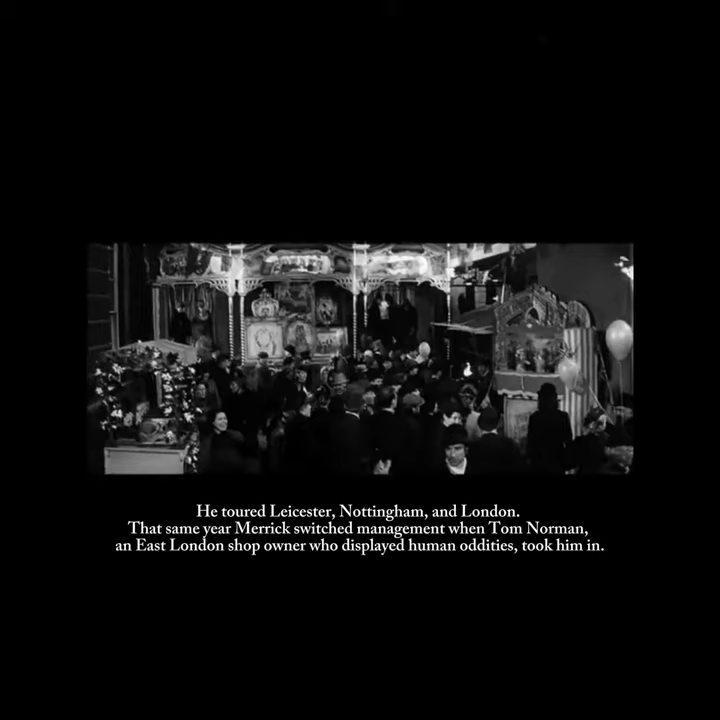 He toured Leicester, Nottingham, and London.
That same year Merrick switched management when Tom Norman,
an East London shop owner who displayed human oddities, took him in.